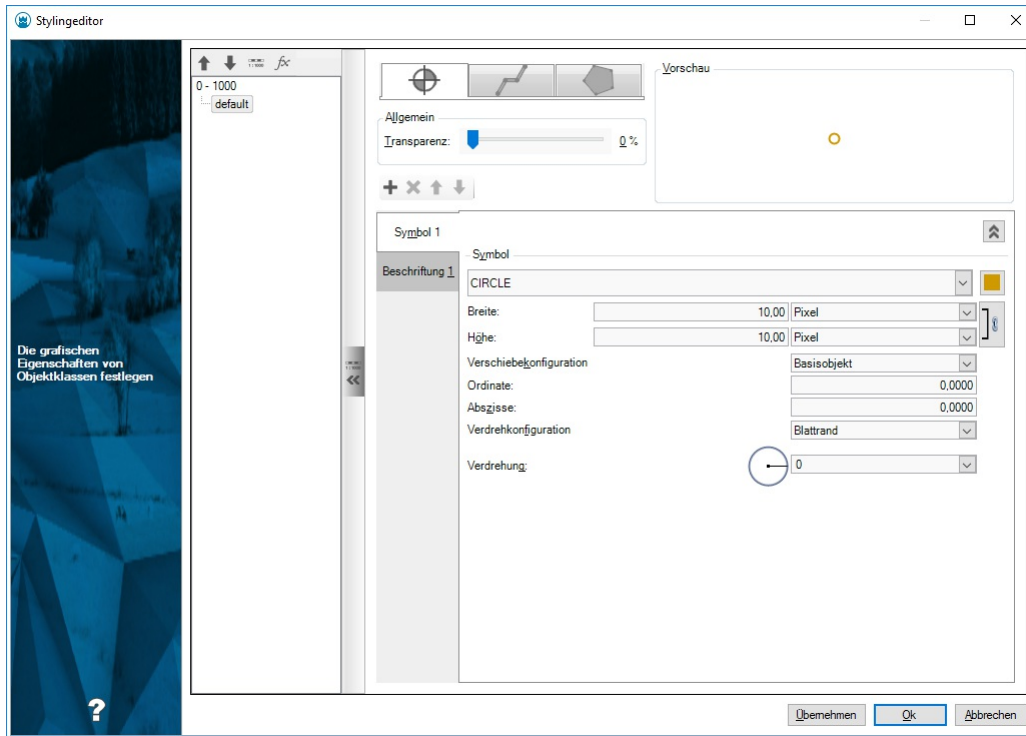 Stylingeditor
fx
0 - 1000
default
Allgemein
Transparenz:
0 %
Vorschau
Symbol 1
Beschriftung 1
Symbol
CIRCLE
Breite:
10,00 Pixel
Höhe:
10,00 Pixel
Verschiebekonfiguration
Basisobjekt
Ordinate:
0,0000
Abszisse:
0,0000
Verdrehkonfiguration
Blattrand
Verdrehung:
0
Die grafischen
Eigenschaften von
Objektklassen festlegen
?
Übernehmen
Ok
Abbrechen